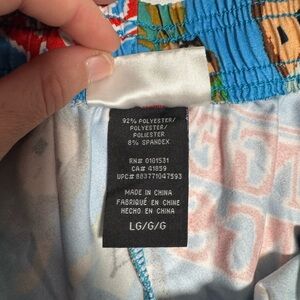 92% POLYESTER/
POLYESTER/
POLIESTER
8% SPANDEX
RN# 0101531
CA# 41859
UPC# 883771047593
MADE IN CHINA
FABRIQUÉ EN CHINE
HECHO EN CHINA
LG/G/G